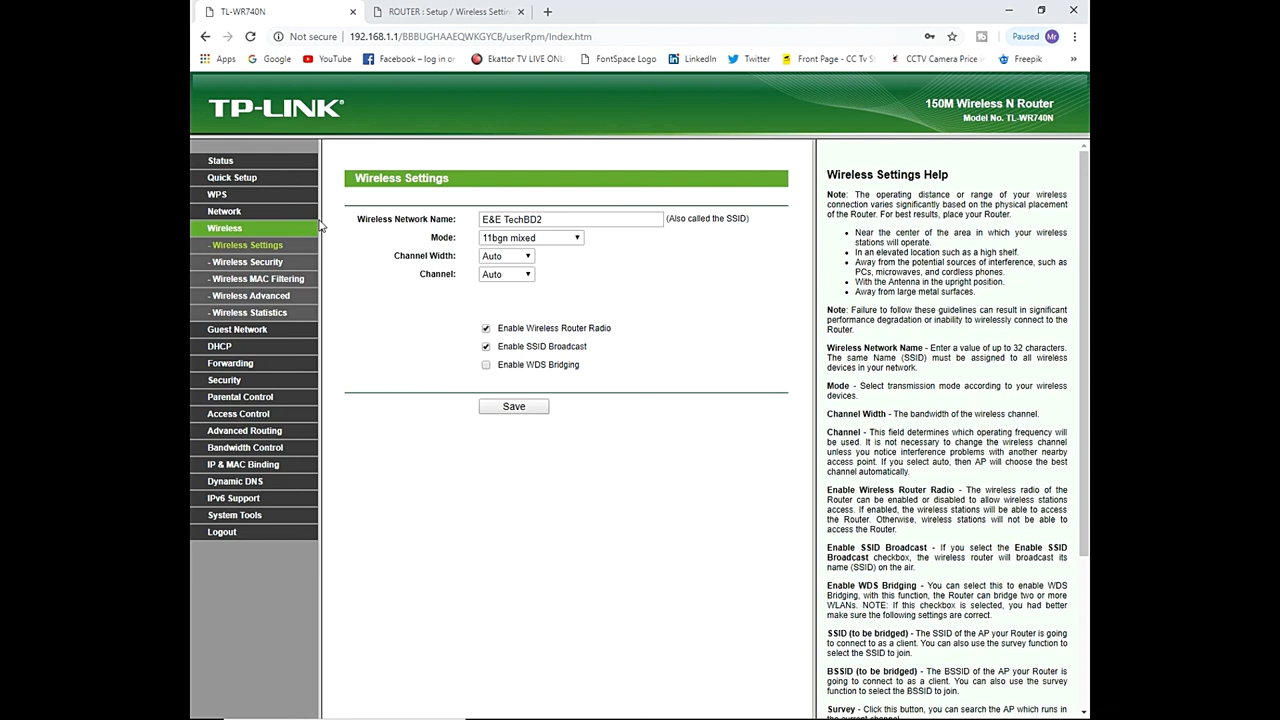 TL-WR740N
ROUTER : Setup / Wireless Settin
Not secure
192.168.1.1/BBBUGHAAEQWKGYCB/userRpm/Index.htm
Paused
Mr
Apps
Google
YouTube
Facebook – log in or
Ekattor TV LIVE ONL
FontSpace Logo
LinkedIn
Twitter
Front Page - CC Tv S
CCTV Camera Price i
Freepik
»
TP-LINK®
150M Wireless N Router
Model No. TL-WR740N
Status
Quick Setup
WPS
Network
Wireless
- Wireless Settings
- Wireless Security
- Wireless MAC Filtering
- Wireless Advanced
- Wireless Statistics
Guest Network
DHCP
Forwarding
Security
Parental Control
Access Control
Advanced Routing
Bandwidth Control
IP & MAC Binding
Dynamic DNS
IPv6 Support
System Tools
Logout
Wireless Settings
Wireless Network Name: E&E TechBD2 (Also called the SSID)
Mode: 11bgn mixed
Channel Width: Auto
Channel: Auto
Enable Wireless Router Radio
Enable SSID Broadcast
Enable WDS Bridging
Save
Wireless Settings Help
Note: The operating distance or range of your wireless
connection varies significantly based on the physical placement
of the Router. For best results, place your Router.
Near the center of the area in which your wireless
stations will operate.
In an elevated location such as a high shelf.
Away from the potential sources of interference, such as
PCs, microwaves, and cordless phones.
With the Antenna in the upright position.
Away from large metal surfaces.
Note: Failure to follow these guidelines can result in significant
performance degradation or inability to wirelessly connect to the
Router.
Wireless Network Name - Enter a value of up to 32 characters.
The same Name (SSID) must be assigned to all wireless
devices in your network.
Mode - Select transmission mode according to your wireless
devices.
Channel Width - The bandwidth of the wireless channel.
Channel - This field determines which operating frequency will
be used. It is not necessary to change the wireless channel
unless you notice interference problems with another nearby
access point. If you select auto, then AP will choose the best
channel automatically.
Enable Wireless Router Radio - The wireless radio of the
Router can be enabled or disabled to allow wireless stations
access. If enabled, the wireless stations will be able to access
the Router. Otherwise, wireless stations will not be able to
access the Router.
Enable SSID Broadcast - If you select the Enable SSID
Broadcast checkbox, the wireless router will broadcast its
name (SSID) on the air.
Enable WDS Bridging - You can select this to enable WDS
Bridging, with this function, the Router can bridge two or more
WLANs. NOTE: If this checkbox is selected, you had better
make sure the following settings are correct.
SSID (to be bridged) - The SSID of the AP your Router is going
to connect to as a client. You can also use the survey function to
select the SSID to join.
BSSID (to be bridged) - The BSSID of the AP your Router is
going to connect to as a client. You can also use the survey
function to select the BSSID to join.
Survey - Click this button, you can search the AP which runs in
the current channel.